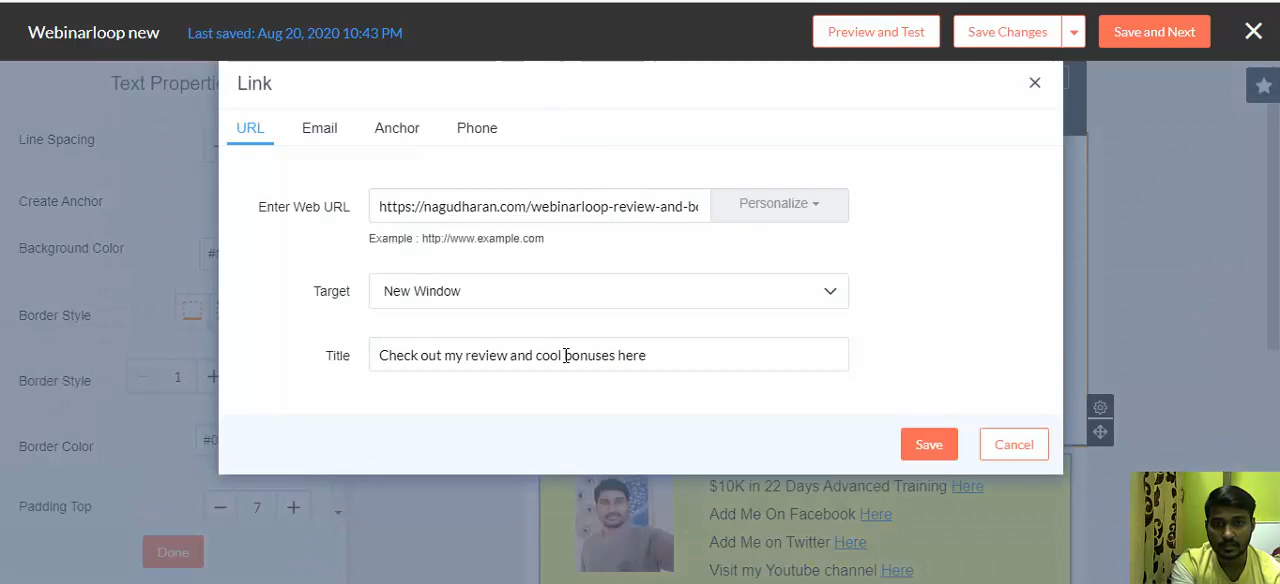 Webinarloop new
Last saved: Aug 20, 2020 10:43 PM
Preview and Test
Save Changes
Save and Next
Text Properti
Link
URL
Email
Anchor
Phone
Line Spacing
Create Anchor
Background Color
Border Style
Border Style
1
Border Color
#0
Padding Top
7
Done
Enter Web URL
https://nagudharan.com/webinarloop-review-and-b
Personalize
Example : http://www.example.com
Target
New Window
Title
Check out my review and cool bonuses here
Save
Cancel
$10K in 22 Days Advanced Training Here
Add Me On Facebook Here
Add Me on Twitter Here
Visit my Youtube channel Here